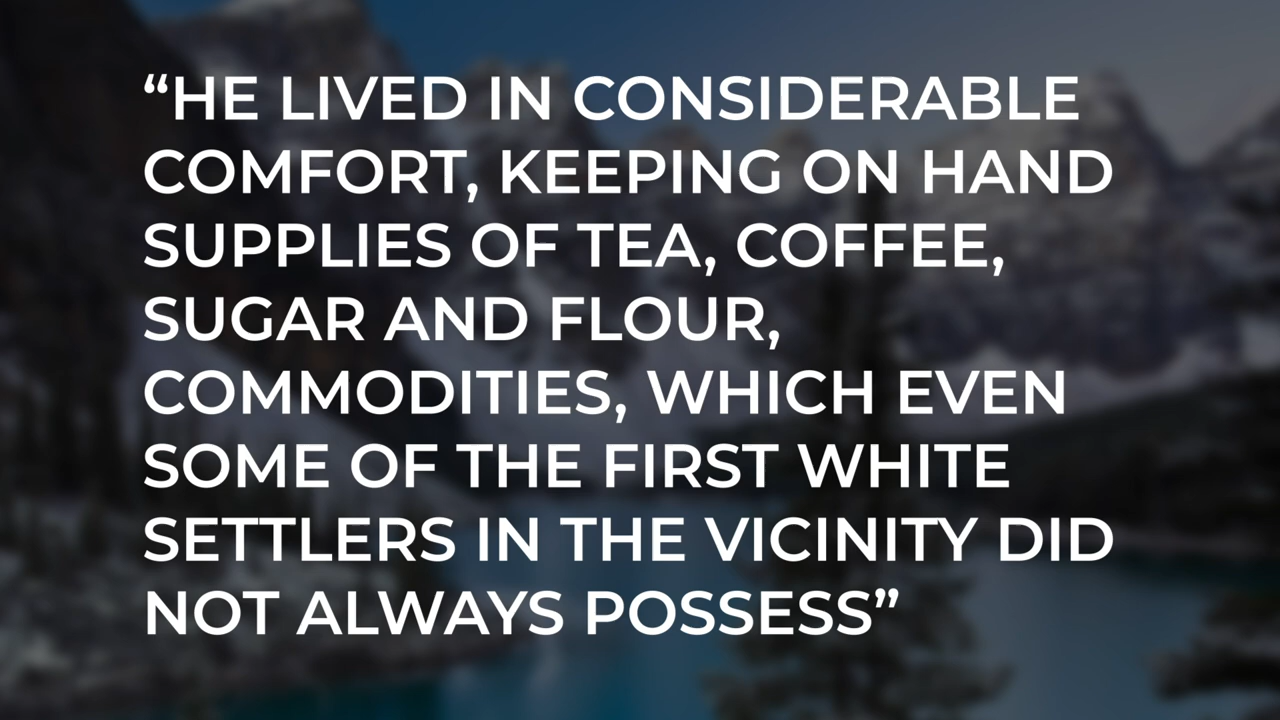 “HE LIVED IN CONSIDERABLE
COMFORT, KEEPING ON HAND
SUPPLIES OF TEA, COFFEE,
SUGAR AND FLOUR,
COMMODITIES, WHICH EVEN
SOME OF THE FIRST WHITE
SETTLERS IN THE VICINITY DID
NOT ALWAYS POSSESS”